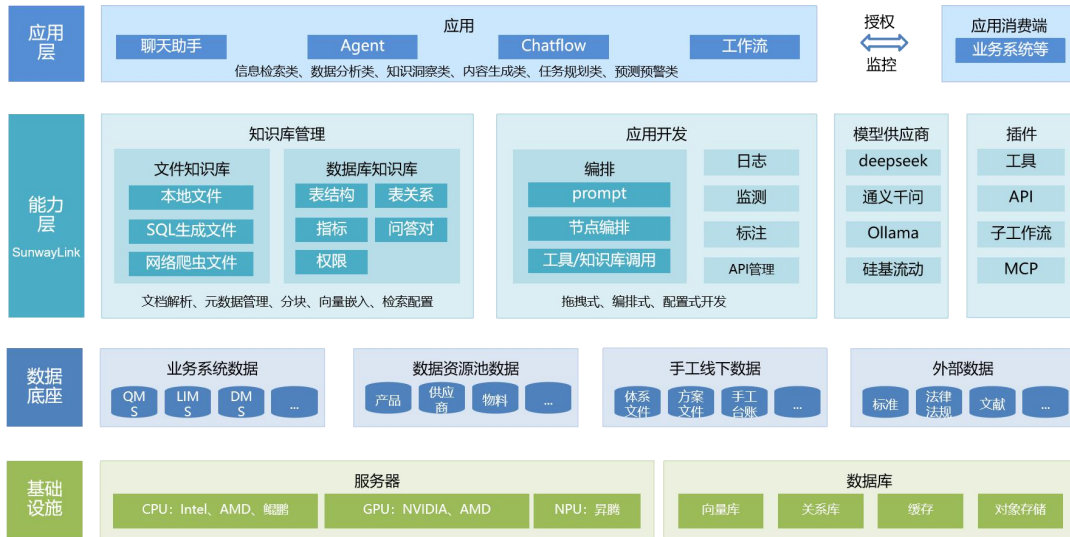 应用
层
应用
聊天助手
Agent
Chatflow
工作流
信息检索类、数据分析类、知识洞察类、内容生成类、任务规划类、预测预警类
授权
监控
应用消费端
业务系统等
能力
层
SunwayLink
知识库管理
文件知识库
本地文件
SQL生成文件
网络爬虫文件
数据库知识库
表结构
表关系
指标
问答对
权限
文档解析、元数据管理、分块、向量嵌入、检索配置
应用开发
编排
prompt
节点编排
工具/知识库调用
日志
监测
标注
API管理
拖拽式、编排式、配置式开发
模型供应商
deepseek
通义千问
Ollama
硅基流动
插件
工具
API
子工作流
MCP
数据
底座
业务系统数据
QM
S
LIM
S
DM
S
...
数据资源池数据
产品
供应
商
物料
...
手工线下数据
体系
文件
方案
文件
手工
台账
...
外部数据
标准
法律
法规
文献
...
基础
设施
服务器
CPU：Intel、AMD、鲲鹏
GPU：NVIDIA、AMD
NPU：昇腾
数据库
向量库
关系库
缓存
对象存储